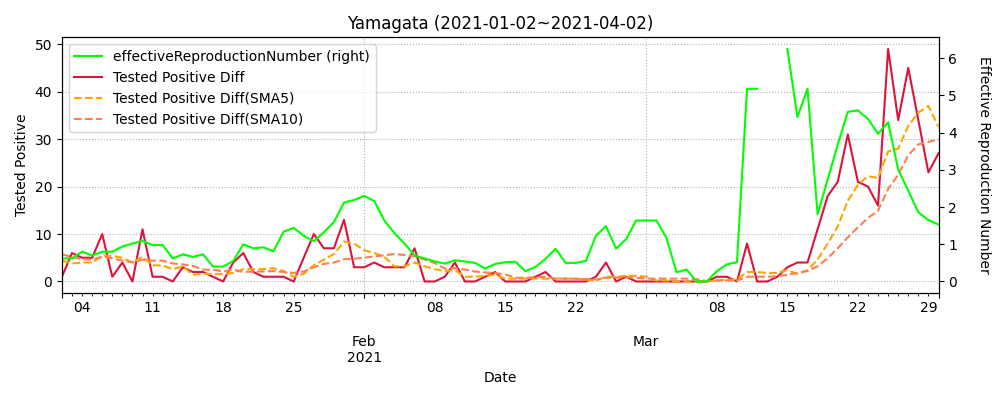 Yamagata (2021-01-02~2021-04-02)
effectiveReproductionNumber (right)
Tested Positive Diff
Tested Positive Diff(SMA5)
Tested Positive Diff(SMA10)
Tested Positive
50
40
30
20
10
0
Effective Reproduction Number
6
5
4
3
2
1
0
04 11 18 25 08 15 22 08 15 22 29
Feb Mar
2021
Date